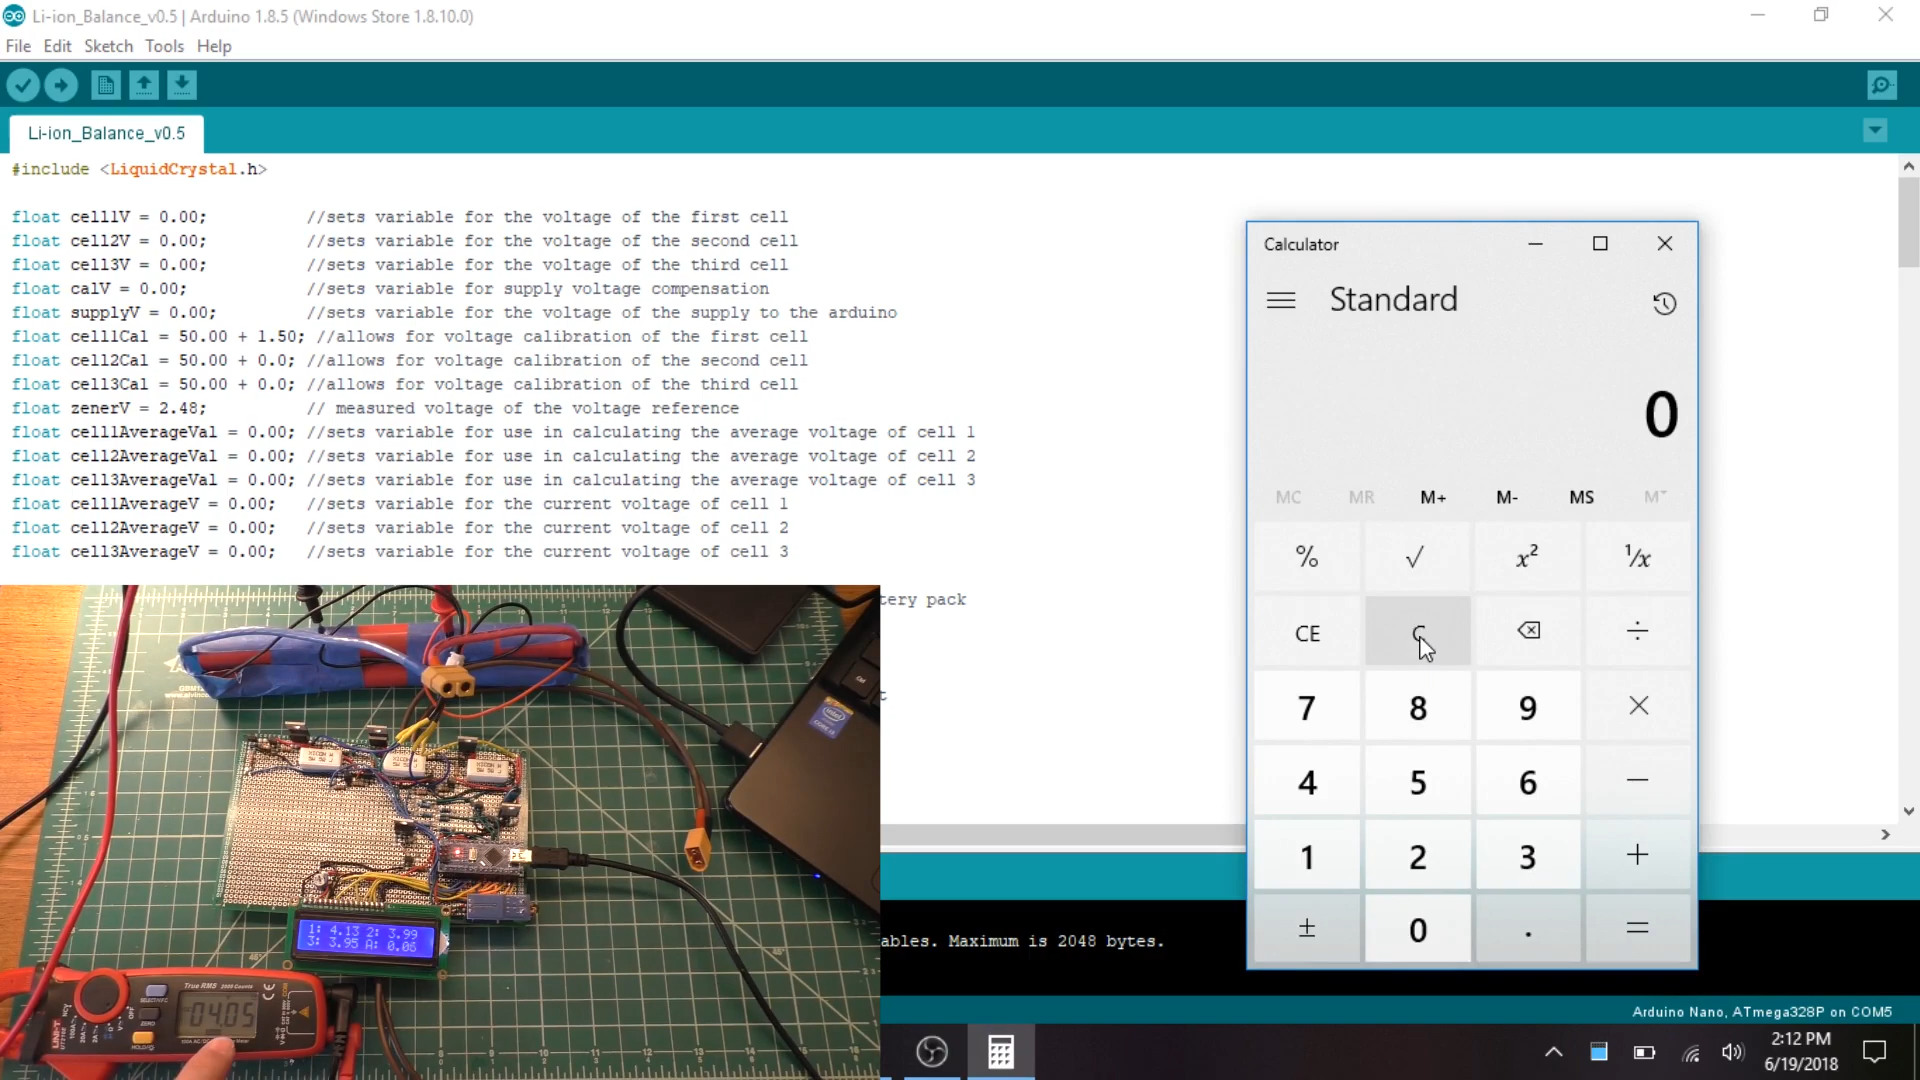 Li-ion_Balance_v0.5 | Arduino 1.8.5 (Windows Store 1.8.10.0)
File Edit Sketch Tools Help
Li-ion_Balance_v0.5
#include <LiquidCrystal.h>
float cell1V = 0.00; //sets variable for the voltage of the first cell
float cell2V = 0.00; //sets variable for the voltage of the second cell
float cell3V = 0.00; //sets variable for the voltage of the third cell
float calV = 0.00; //sets variable for supply voltage compensation
float supplyV = 0.00; //sets variable for the voltage of the supply to the arduino
float cell1Cal = 50.00 + 1.50; //allows for voltage calibration of the first cell
float cell2Cal = 50.00 + 0.0; //allows for voltage calibration of the second cell
float cell3Cal = 50.00 + 0.0; //allows for voltage calibration of the third cell
float zenerV = 2.48; // measured voltage of the voltage reference
float cell1AverageVal = 0.00; //sets variable for use in calculating the average voltage of cell 1
float cell2AverageVal = 0.00; //sets variable for use in calculating the average voltage of cell 2
float cell3AverageVal = 0.00; //sets variable for use in calculating the average voltage of cell 3
float cell1AverageV = 0.00; //sets variable for the current voltage of cell 1
float cell2AverageV = 0.00; //sets variable for the current voltage of cell 2
float cell3AverageV = 0.00; //sets variable for the current voltage of cell 3
tery pack
t
ables. Maximum is 2048 bytes.
Arduino Nano, ATmega328P on COM5
Calculator
Standard
0
MC MR M+ M- MS M
% √ x² ¹/x
CE C ÷
7 8 9 ×
4 5 6 −
1 2 3 +
± 0 . =
1: 4.13 2: 3.99
3: 3.95 A: 0.06
True RMS
04.05
SELECT
ZERO
HOLD
OFF
UNI-T
CE
intel
2:12 PM
6/19/2018